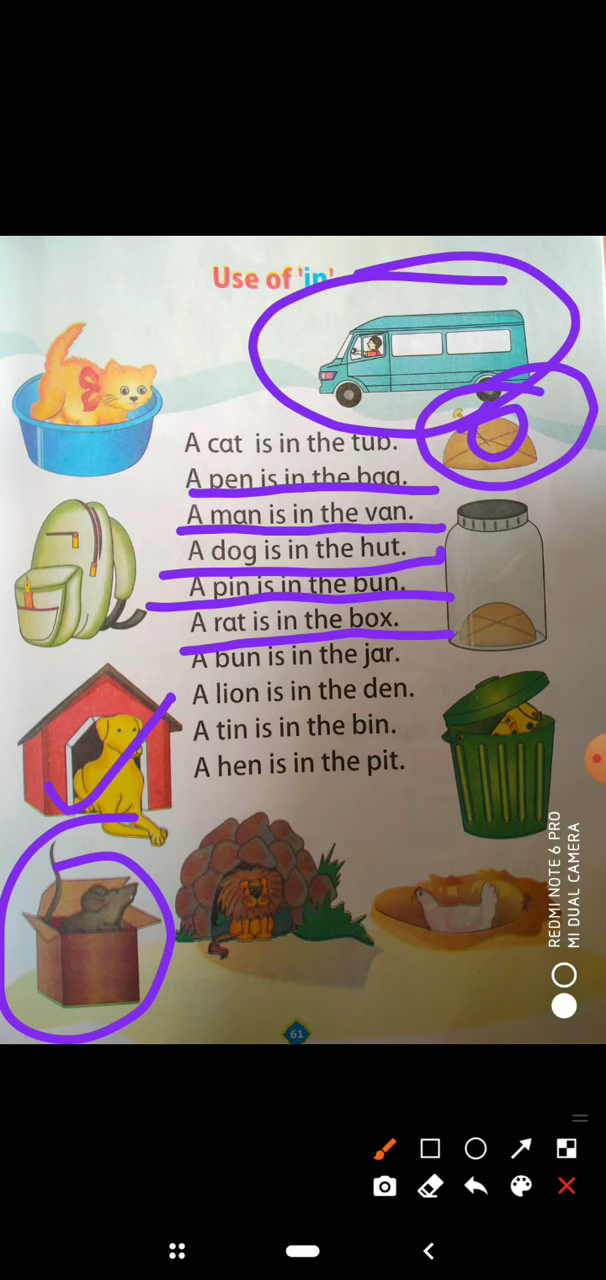 Use of 'in'
A cat is in the tub.
A pen is in the bag.
A man is in the van.
A dog is in the hut.
A pin is in the bun.
A rat is in the box.
A bun is in the jar.
A lion is in the den.
A tin is in the bin.
A hen is in the pit.
61
REDMI NOTE 6 PRO
MI DUAL CAMERA